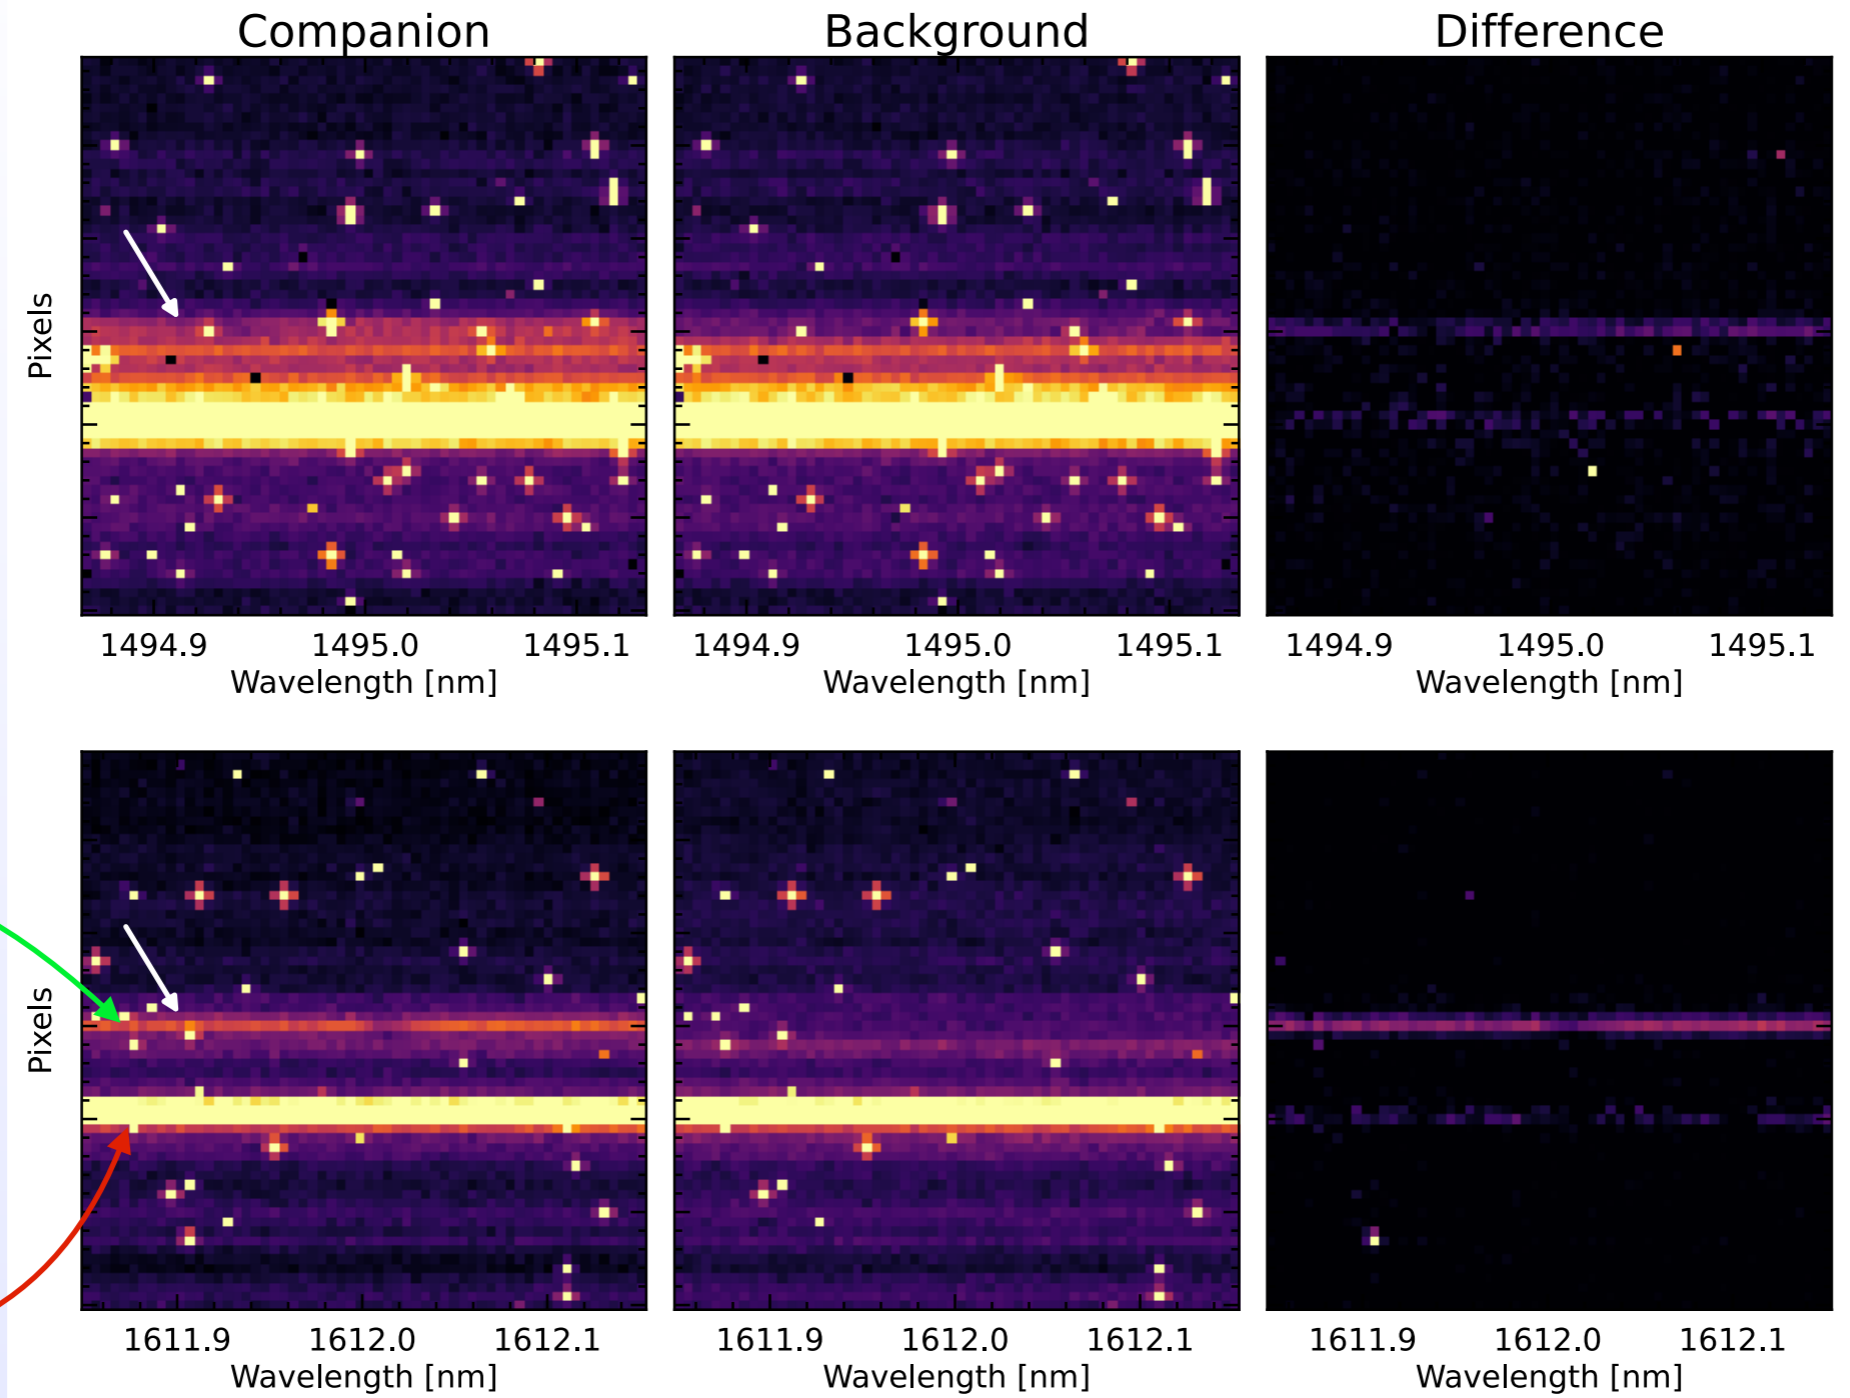 Companion Background Difference
Pixels
1494.9 1495.0 1495.1 1494.9 1495.0 1495.1 1494.9 1495.0 1495.1
Wavelength [nm] Wavelength [nm] Wavelength [nm]
Pixels
1611.9 1612.0 1612.1 1611.9 1612.0 1612.1 1611.9 1612.0 1612.1
Wavelength [nm] Wavelength [nm] Wavelength [nm]